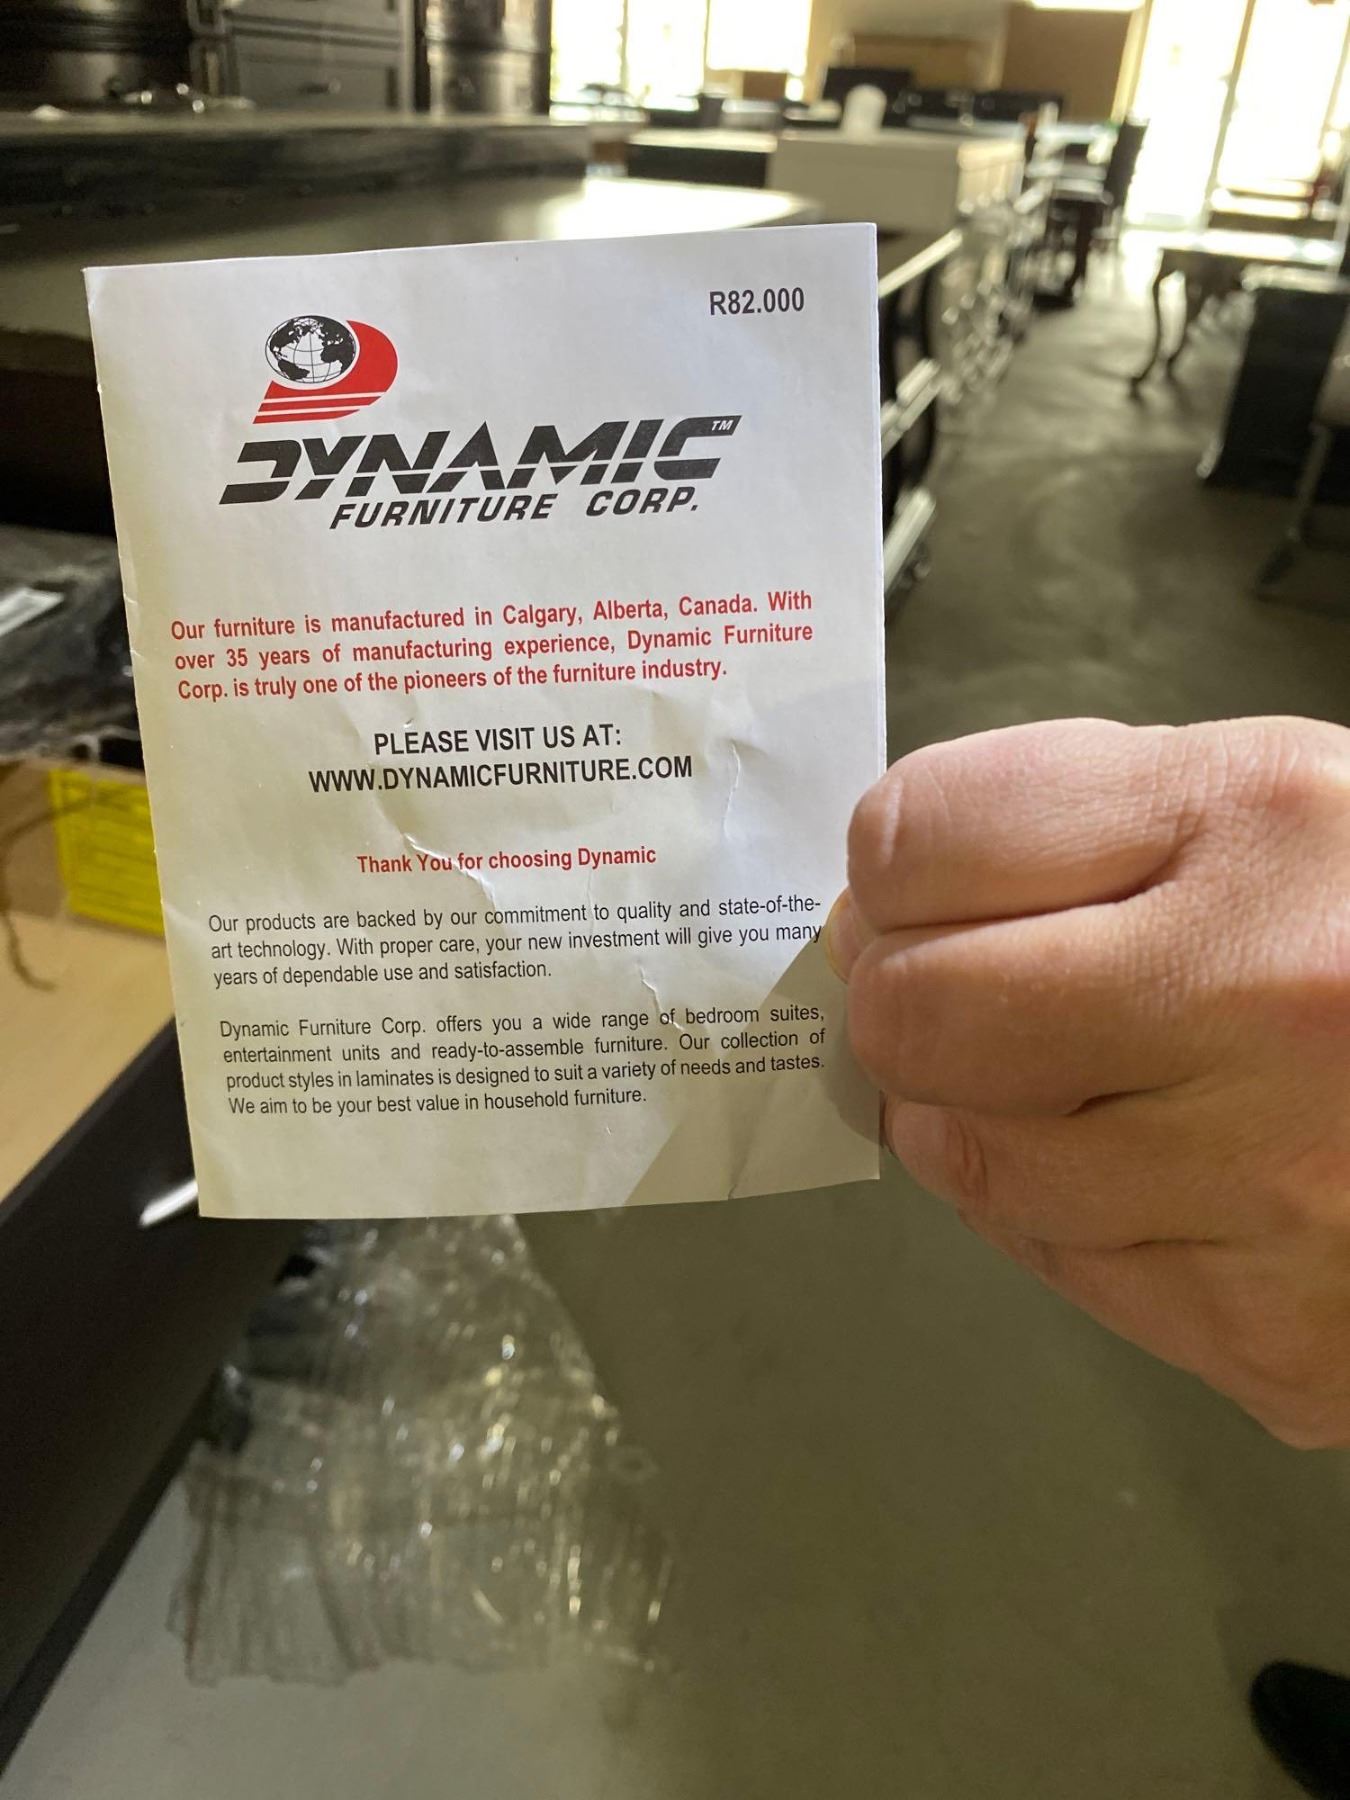 R82.000
DYNAMIC™
FURNITURE CORP.
Our furniture is manufactured in Calgary, Alberta, Canada. With
over 35 years of manufacturing experience, Dynamic Furniture
Corp. is truly one of the pioneers of the furniture industry.
PLEASE VISIT US AT:
WWW.DYNAMICFURNITURE.COM
Thank You for choosing Dynamic
Our products are backed by our commitment to quality and state-of-the-
art technology. With proper care, your new investment will give you many
years of dependable use and satisfaction.
Dynamic Furniture Corp. offers you a wide range of bedroom suites,
entertainment units and ready-to-assemble furniture. Our collection of
product styles in laminates is designed to suit a variety of needs and tastes.
We aim to be your best value in household furniture.